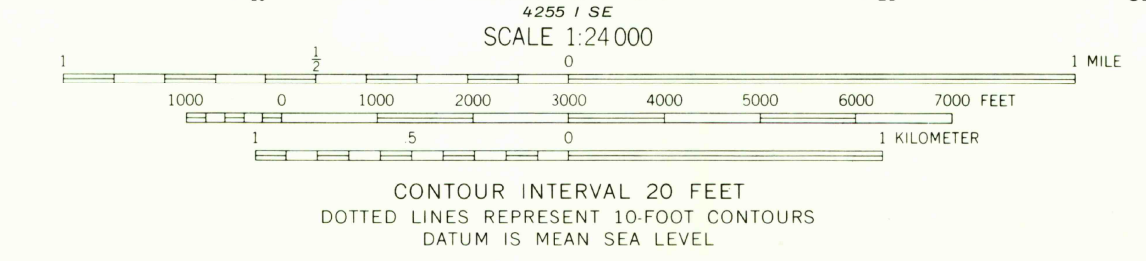 4255 I SE
SCALE 1:24 000
1 ½ 0 1 MILE
1000 0 1000 2000 3000 4000 5000 6000 7000 FEET
1 .5 0 1 KILOMETER
CONTOUR INTERVAL 20 FEET
DOTTED LINES REPRESENT 10-FOOT CONTOURS
DATUM IS MEAN SEA LEVEL